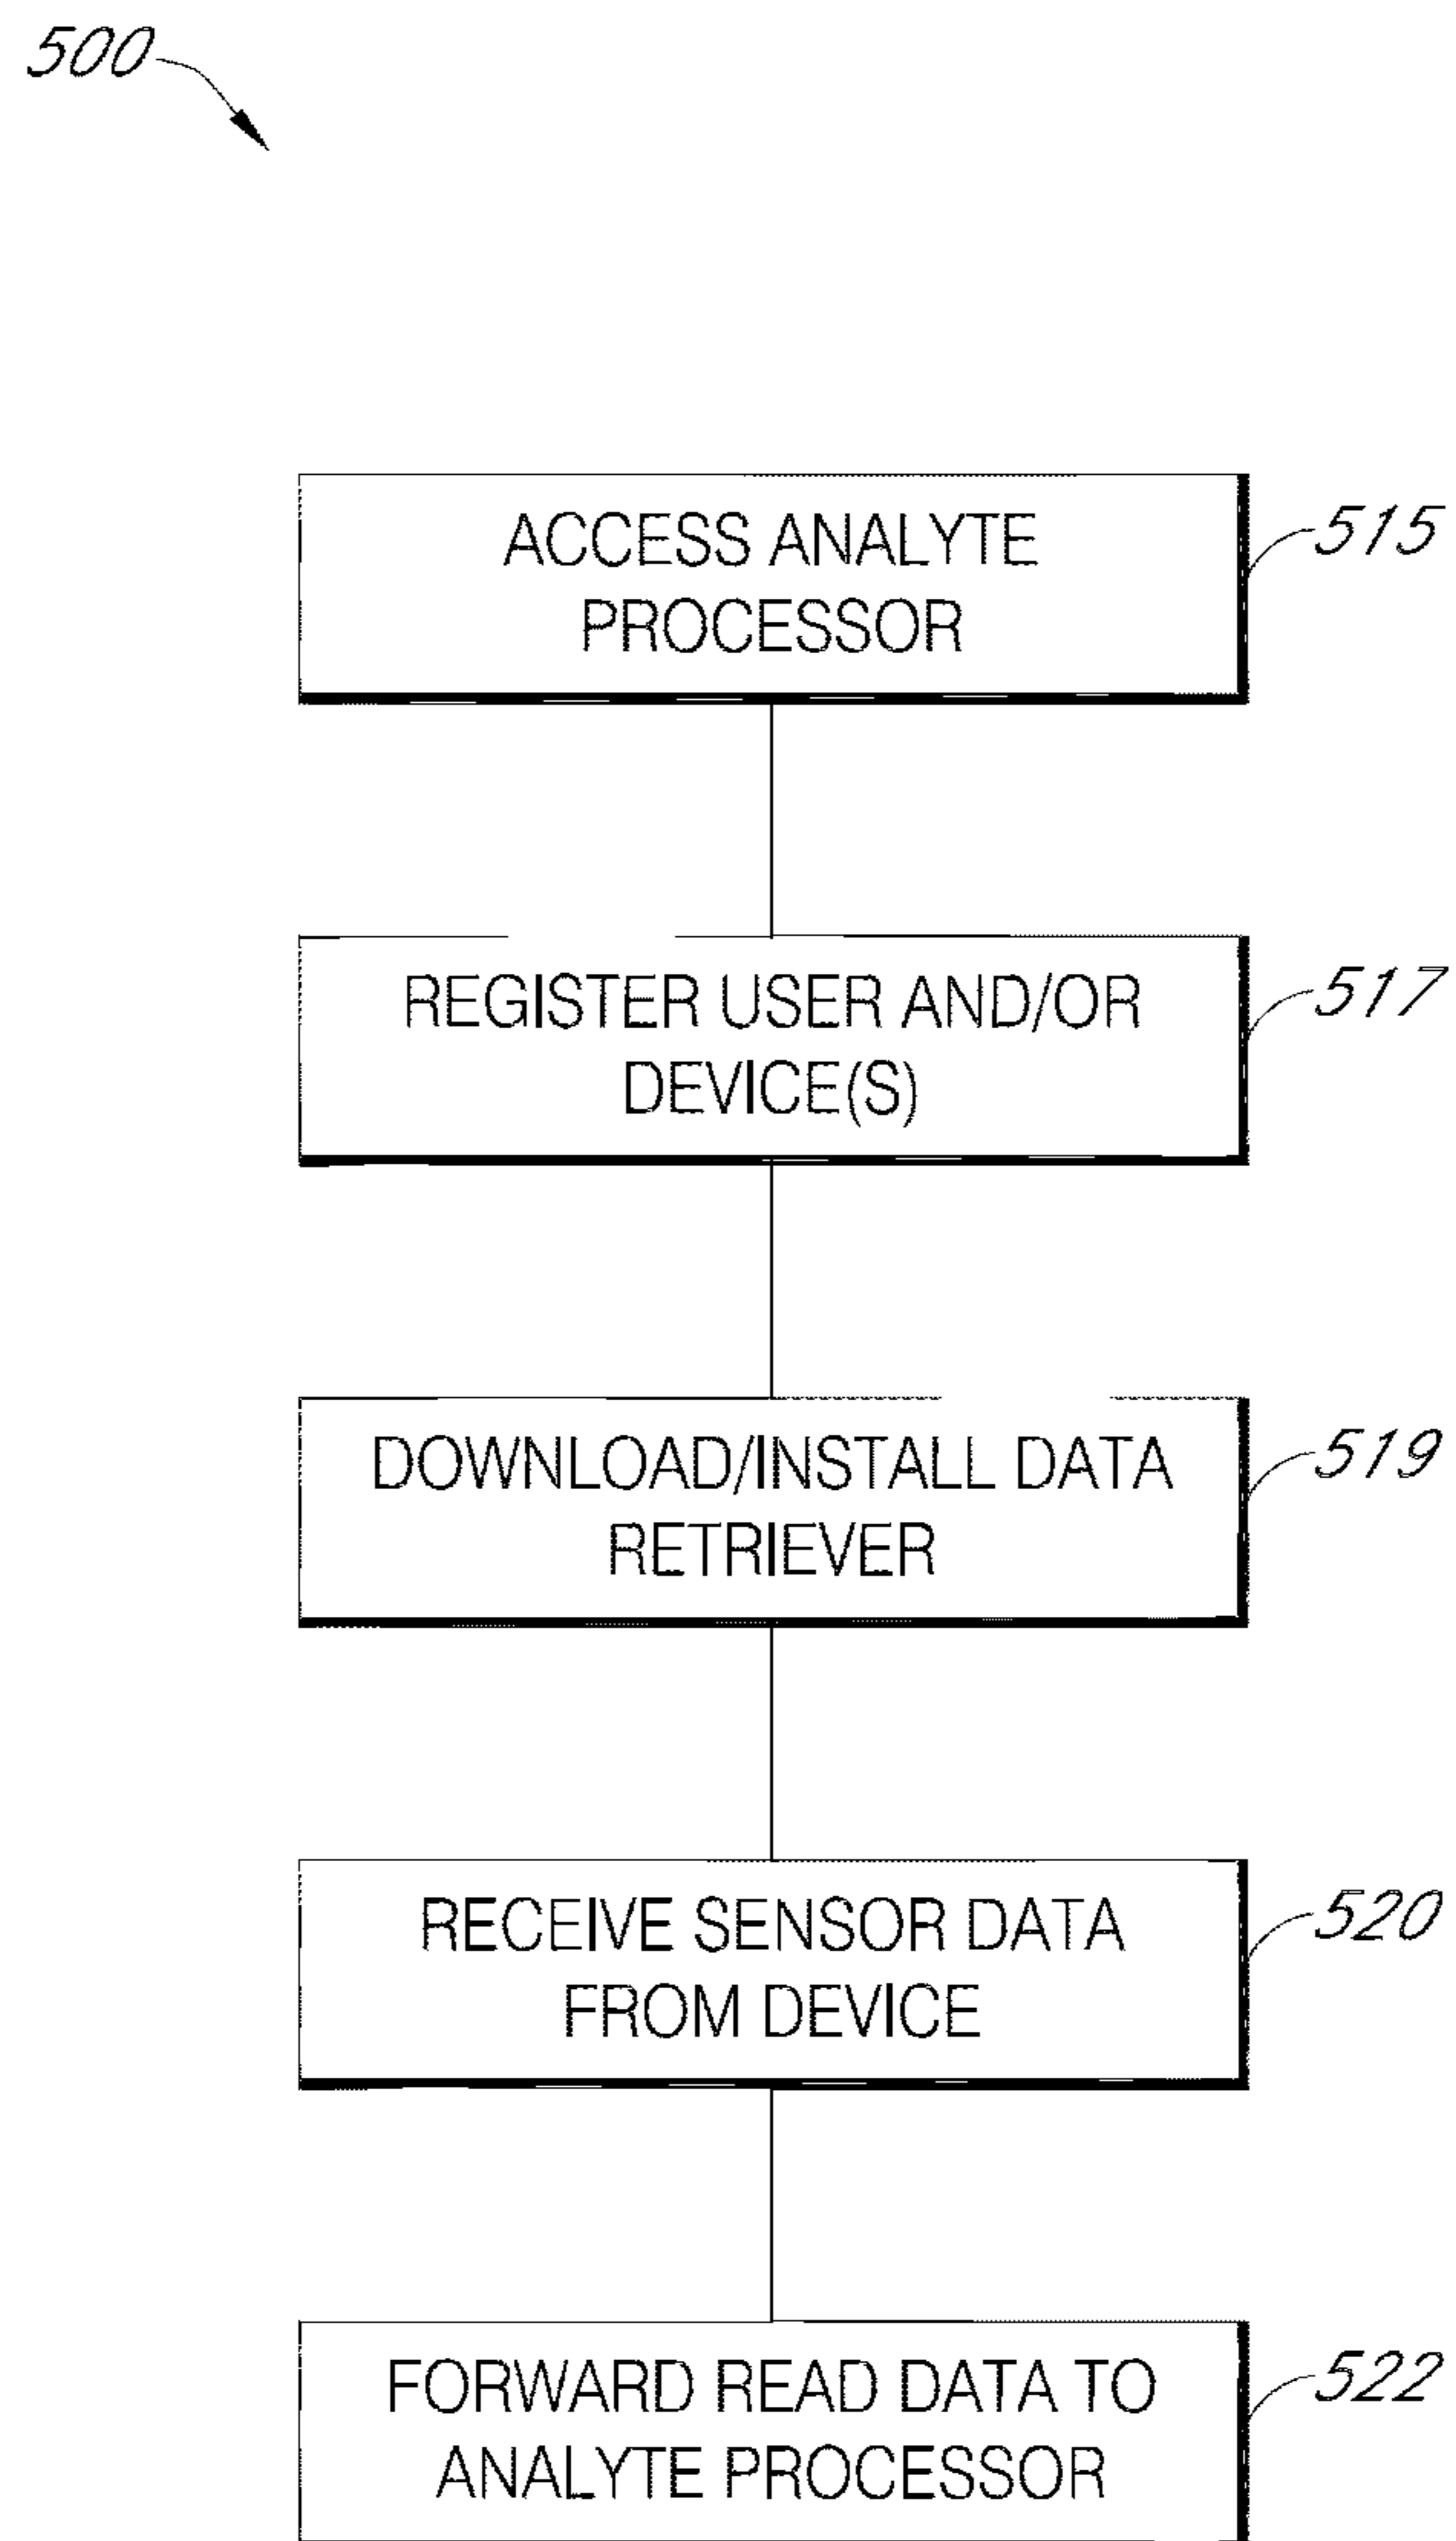 500
ACCESS ANALYTE
PROCESSOR
515
REGISTER USER AND/OR
DEVICE(S)
517
DOWNLOAD/INSTALL DATA
RETRIEVER
519
RECEIVE SENSOR DATA
FROM DEVICE
520
FORWARD READ DATA TO
ANALYTE PROCESSOR
522